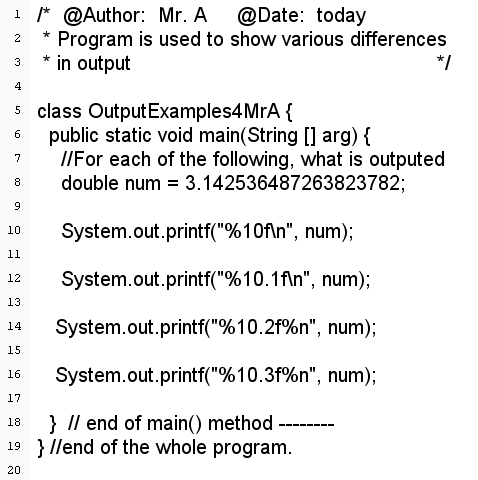 1 /*  @Author:  Mr. A     @Date:  today
2  * Program is used to show various differences
3  * in output                                                        */
4
5 class OutputExamples4MrA {
6   public static void main(String [] arg) {
7     //For each of the following, what is outputed
8     double num = 3.142536487263823782;
9
10     System.out.printf("%10f\n", num);
11
12     System.out.printf("%10.1f\n", num);
13
14    System.out.printf("%10.2f%n", num);
15
16    System.out.printf("%10.3f%n", num);
17
18   }  // end of main() method --------
19 } //end of the whole program.
20